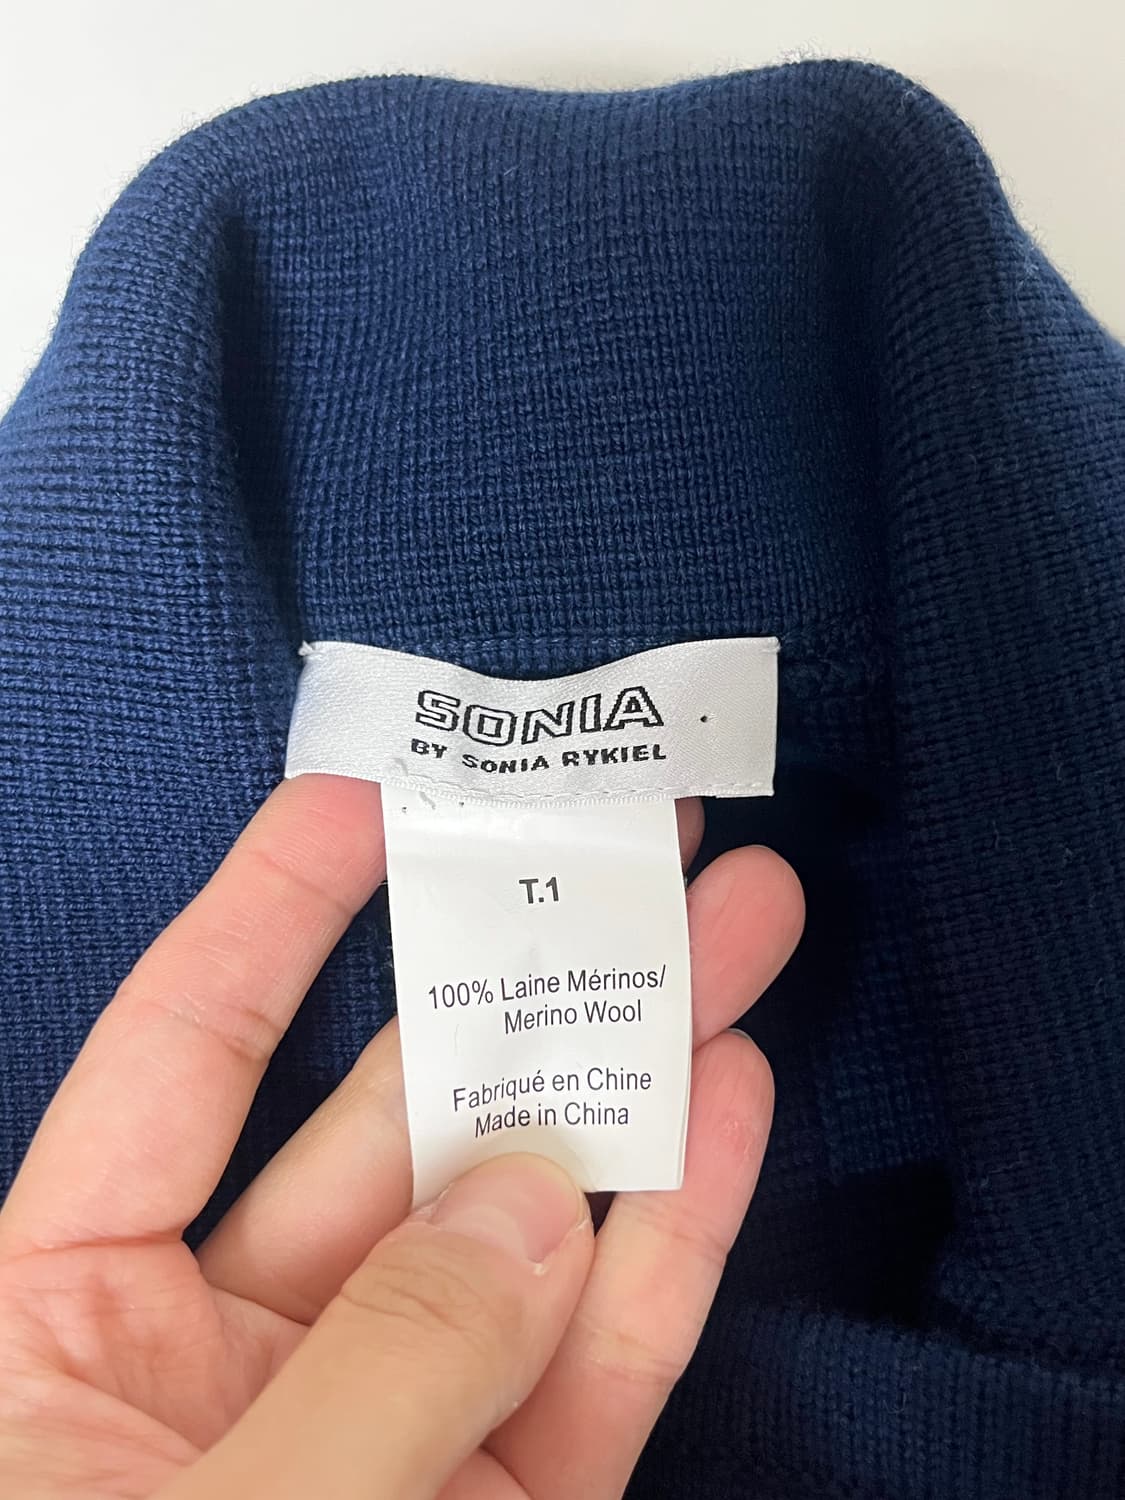 SONIA
BY SONIA RYKIEL
T.1
100% Laine Mérinos/
Merino Wool
Fabriqué en Chine
Made in China